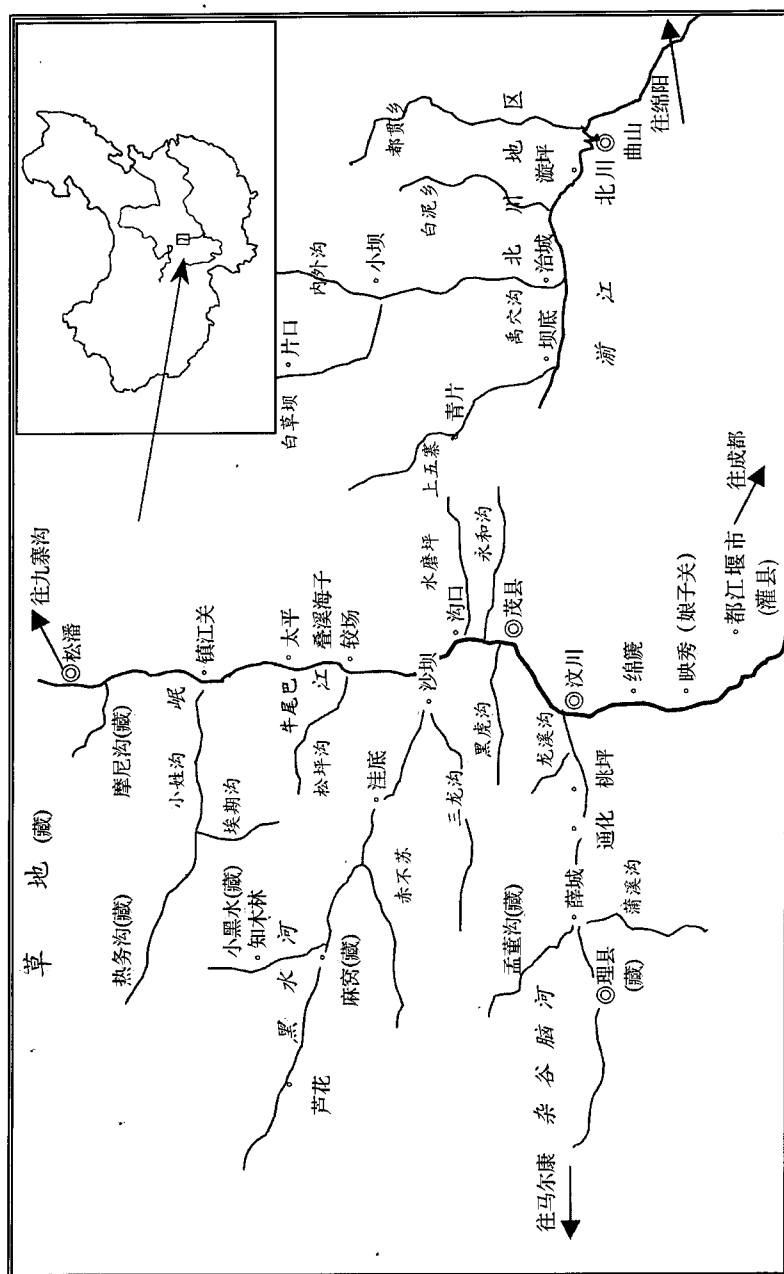 草地(藏)
往九寨沟
松潘
摩尼沟(藏)
镇江关
岷江
小姓沟
埃期沟
热务沟(藏)
太平
牛尾巴
叠溪海子
较场
松坪沟
小黑水(藏)
知木林
黑水河
芦花
麻窝(藏)
洼底
赤不苏
沙坝
三龙沟
水磨坪
沟口
永和沟
茂县
黑虎沟
龙溪沟
汶川
桃坪
通化
薛城
蒲溪沟
孟董沟(藏)
理县
(藏)
杂谷脑河
往马尔康
绵篪
映秀(娘子关)
都江堰市
(灌县)
往成都
北川地区
都贯乡
白泥乡
内外沟
小坝
片口
白草坝
禹穴沟
治城
漩坪
坝底
青片
上五寨
湔江
北川
曲山
往绵阳